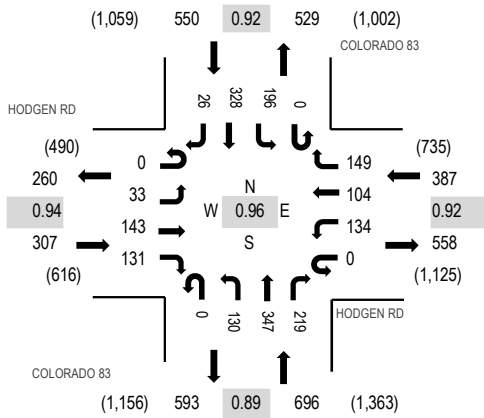 (1,059) 550 0.92 529 (1,002)
COLORADO 83
HODGEN RD
26 328 196 0
(490) (735)
260 0 149 387
33 104
0.94 W N 0.96 S E 0.92
143 134
307 131 0 558
(616) (1,125)
0 130 347 219
HODGEN RD
COLORADO 83
(1,156) 593 0.89 696 (1,363)